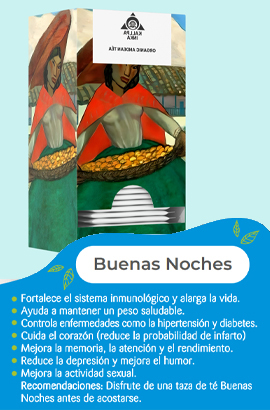 KALLPA
INKA
ORGANIC ANDEAN TEA
Buenas Noches
Fortalece el sistema inmunológico y alarga la vida.
Ayuda a mantener un peso saludable.
Controla enfermedades como la hipertensión y diabetes.
Cuida el corazón (reduce la probabilidad de infarto)
Mejora la memoria, la atención y el rendimiento.
Reduce la depresión y mejora el humor.
Mejora la actividad sexual.
Recomendaciones: Disfrute de una taza de té Buenas
Noches antes de acostarse.